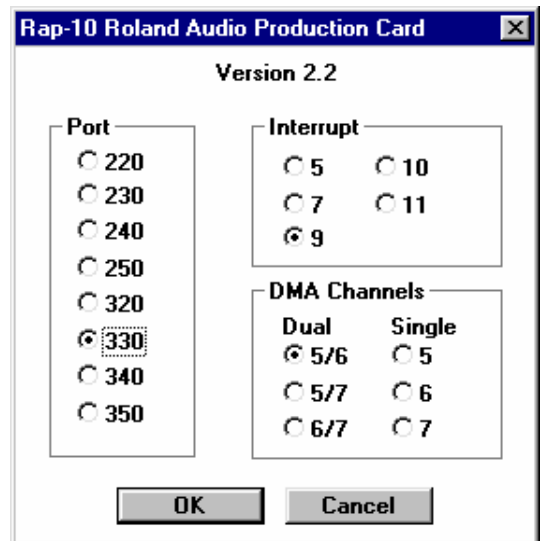 Rap-10 Roland Audio Production Card
Version 2.2
Port
220
230
240
250
320
330
340
350
Interrupt
5 10
7 11
9
DMA Channels
Dual Single
5/6 5
5/7 6
6/7 7
OK Cancel